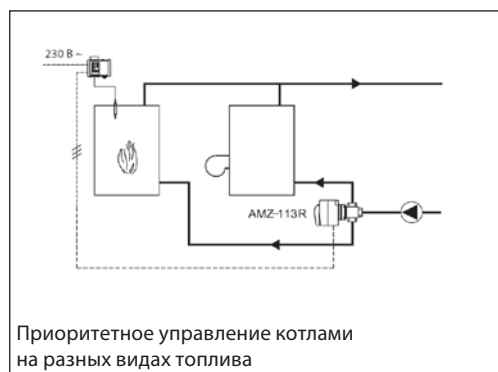 230 В ~
AMZ-113R
Приоритетное управление котлами
на разных видах топлива